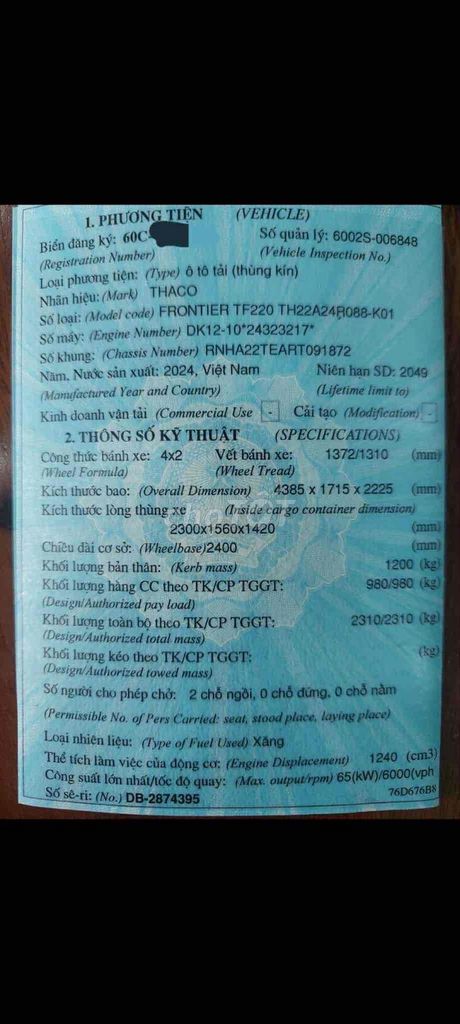 1. PHƯƠNG TIỆN (VEHICLE)
Biển đăng ký: 60C- Số quản lý: 6002S-006848
(Registration Number) (Vehicle Inspection No.)
Loại phương tiện: (Type) ô tô tải (thùng kín)
Nhãn hiệu: (Mark) THACO
Số loại: (Model code) FRONTIER TF220 TH22A24R088-K01
Số máy: (Engine Number) DK12-10*24323217*
Số khung: (Chassis Number) RNHA22TEART091872
Năm, Nước sản xuất: 2024, Việt Nam Niên hạn SD: 2049
(Manufactured Year and Country) (Lifetime limit to)
Kinh doanh vận tải (Commercial Use - Cải tạo (Modification) -
2. THÔNG SỐ KỸ THUẬT (SPECIFICATIONS)
Công thức bánh xe: 4x2 Vết bánh xe: 1372/1310 (mm)
(Wheel Formula) (Wheel Tread)
Kích thước bao: (Overall Dimension) 4385 x 1715 x 2225 (mm)
Kích thước lòng thùng xe (Inside cargo container dimension)
2300x1560x1420 (mm)
Chiều dài cơ sở: (Wheelbase)2400 (mm)
Khối lượng bản thân: (Kerb mass) 1200 (kg)
Khối lượng hàng CC theo TK/CP TGGT: 980/980 (kg)
(Design/Authorized pay load)
Khối lượng toàn bộ theo TK/CP TGGT: 2310/2310 (kg)
(Design/Authorized total mass)
Khối lượng kéo theo TK/CP TGGT: (kg)
(Design/Authorized towed mass)
Số người cho phép chở: 2 chỗ ngồi, 0 chỗ đứng, 0 chỗ nằm
(Permissible No. of Pers Carried: seat, stood place, laying place)
Loại nhiên liệu: (Type of Fuel Used) Xăng
Thể tích làm việc của động cơ: (Engine Displacement) 1240 (cm3)
Công suất lớn nhất/tốc độ quay: (Max. output/rpm) 65(kW)/6000(vph
Số sê-ri: (No.) DB-2874395 76D676B8